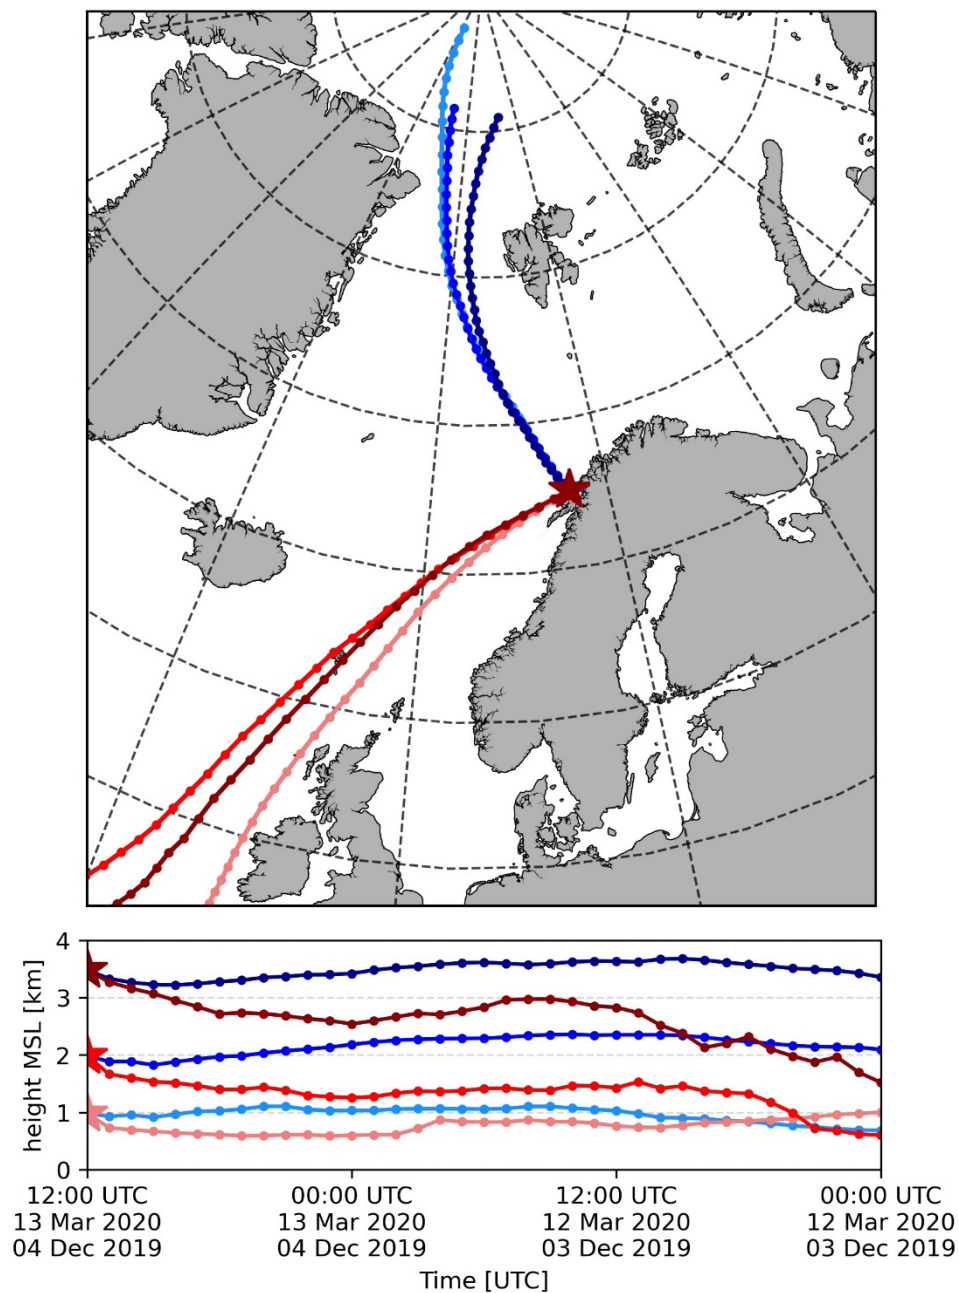 4
3
2
1
0
height MSL [km]
12:00 UTC
13 Mar 2020
04 Dec 2019
00:00 UTC
13 Mar 2020
04 Dec 2019
12:00 UTC
12 Mar 2020
03 Dec 2019
00:00 UTC
12 Mar 2020
03 Dec 2019
Time [UTC]